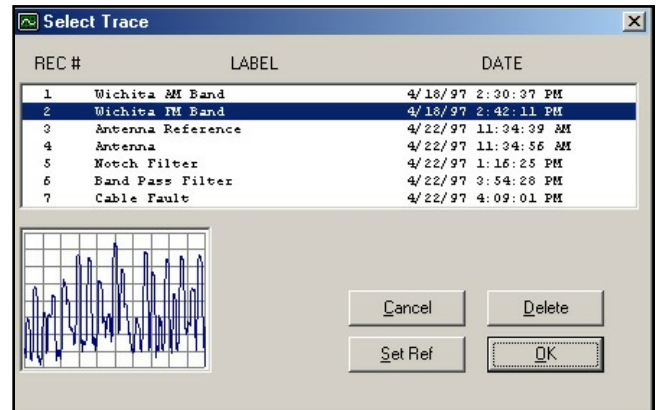 Select Trace
REC # LABEL DATE
1 Wichita AM Band 4/18/97 2:30:37 PM
2 Wichita FM Band 4/18/97 2:42:11 PM
3 Antenna Reference 4/22/97 11:34:39 AM
4 Antenna 4/22/97 11:34:56 AM
5 Notch Filter 4/22/97 1:16:25 PM
6 Band Pass Filter 4/22/97 3:54:28 PM
7 Cable Fault 4/22/97 4:09:01 PM
Cancel Delete
Set Ref OK